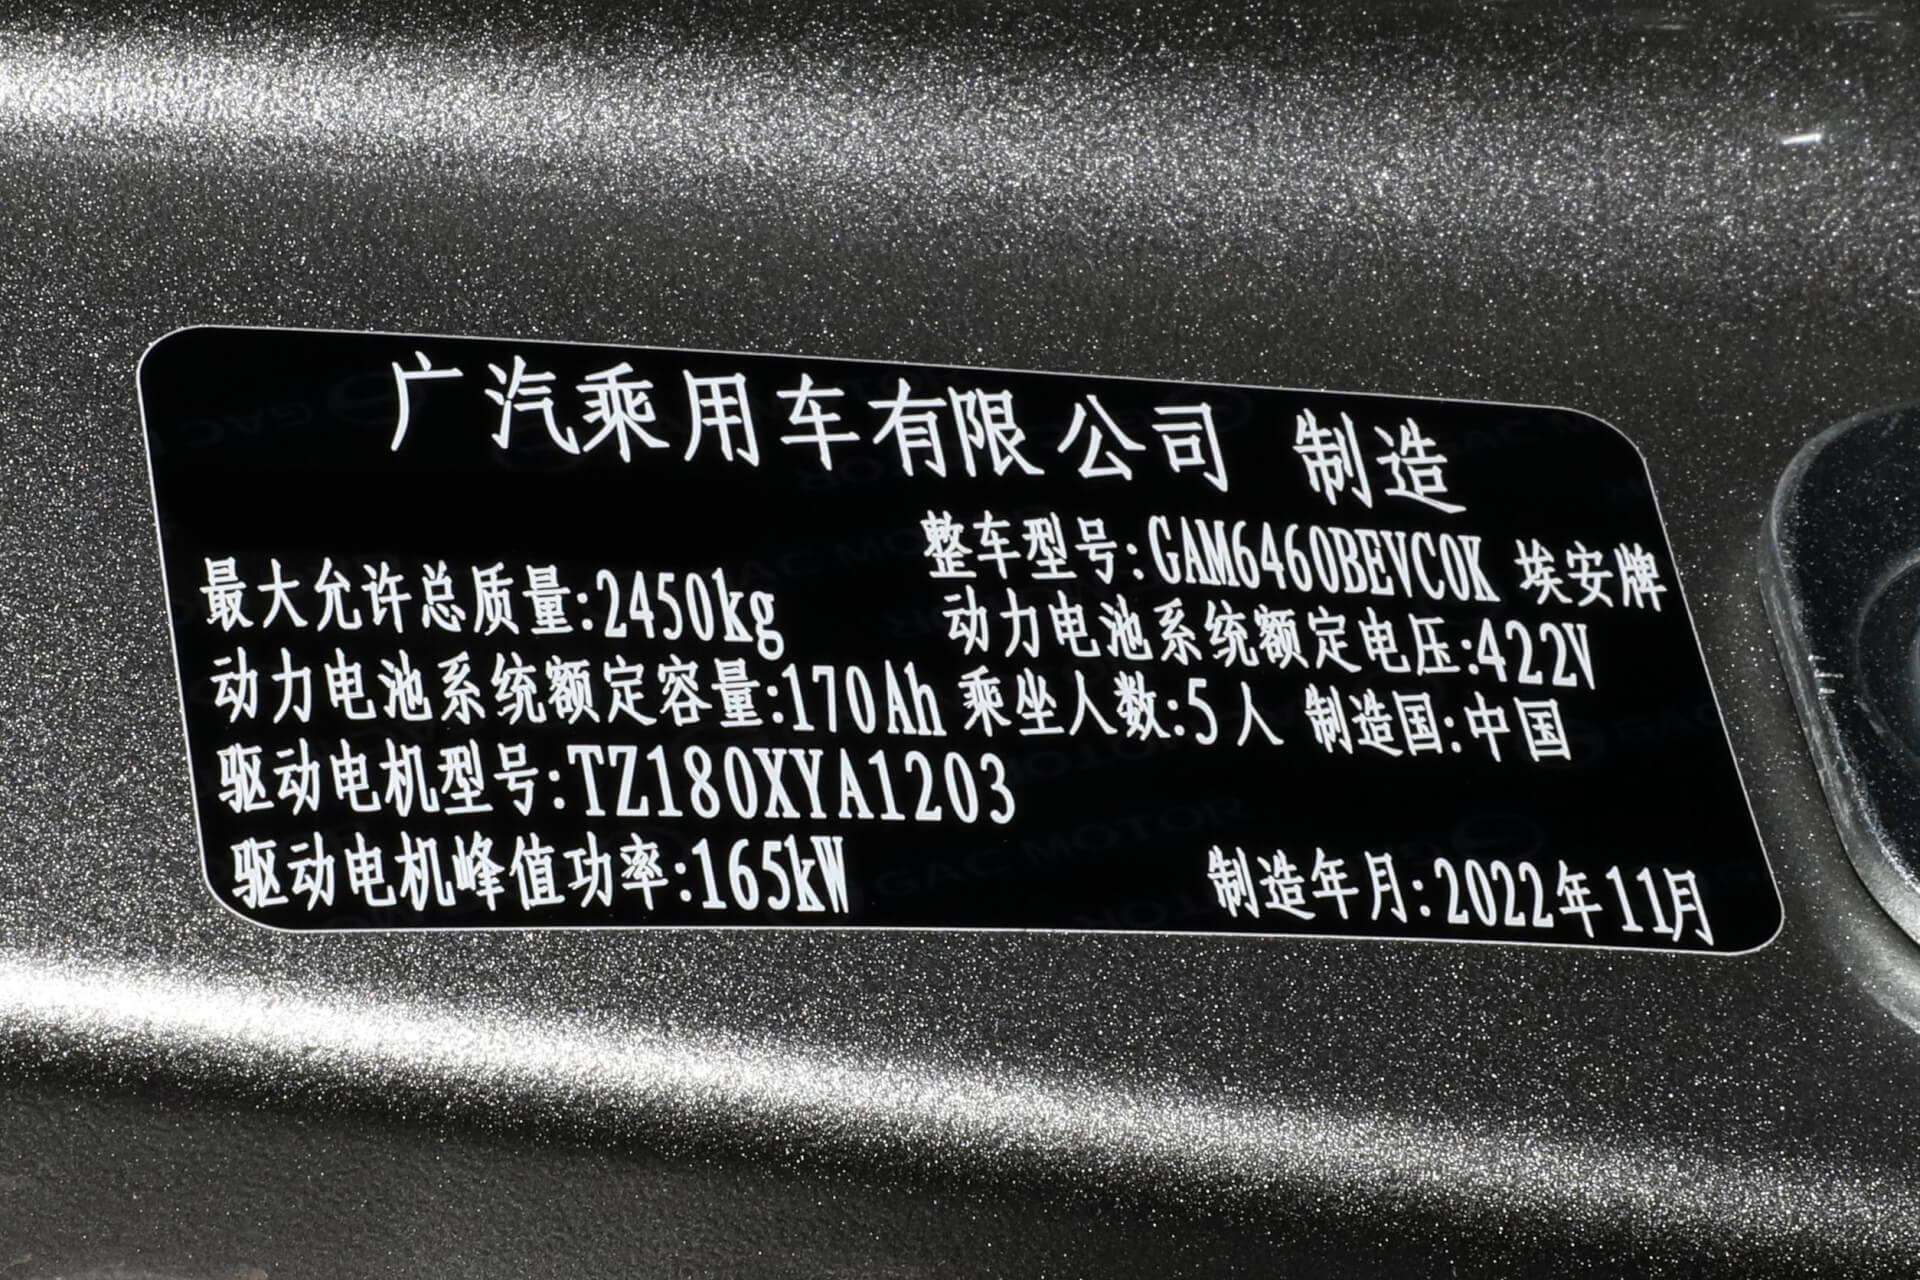 广汽乘用车有限公司 制造
整车型号:GAM6460BEVC0K 埃安牌
最大允许总质量:2450kg 动力电池系统额定电压:422V
动力电池系统额定容量:170Ah 乘坐人数:5人 制造国:中国
驱动电机型号:TZ180XYA1203
驱动电机峰值功率:165kW 制造年月:2022年11月